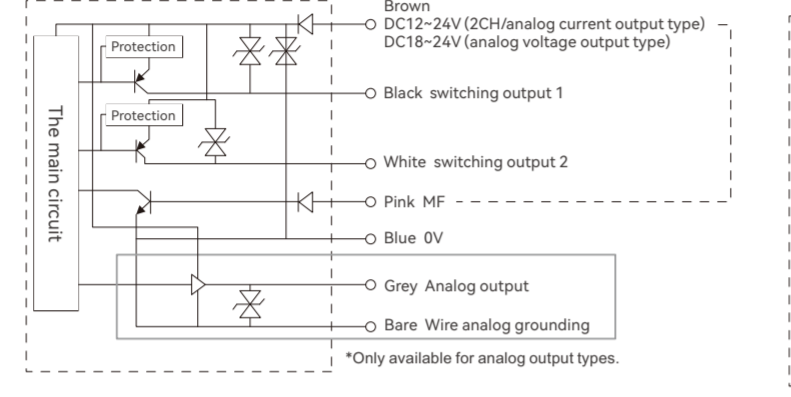 Brown
DC12~24V (2CH/analog current output type)
DC18~24V (analog voltage output type)
Protection
Black switching output 1
Protection
The main circuit
White switching output 2
Pink MF
Blue 0V
Grey Analog output
Bare Wire analog grounding
*Only available for analog output types.